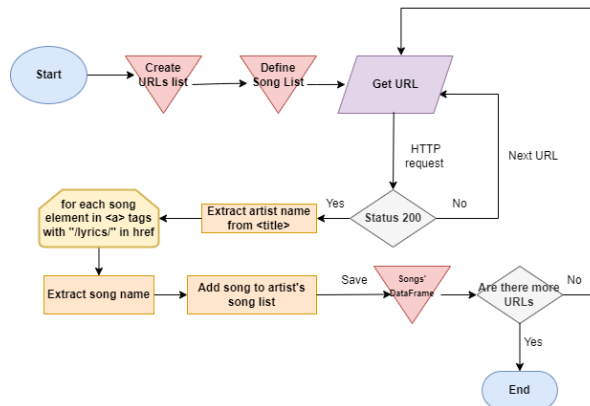 Start
Create
URLs list
Define
Song List
Get URL
HTTP
request
Next URL
Status 200
No
Yes
Extract artist name
from <title>
for each song
element in <a> tags
with "/lyrics/" in href
Extract song name
Add song to artist's
song list
Save
Songs'
DataFrame
Are there more
URLs
No
Yes
End